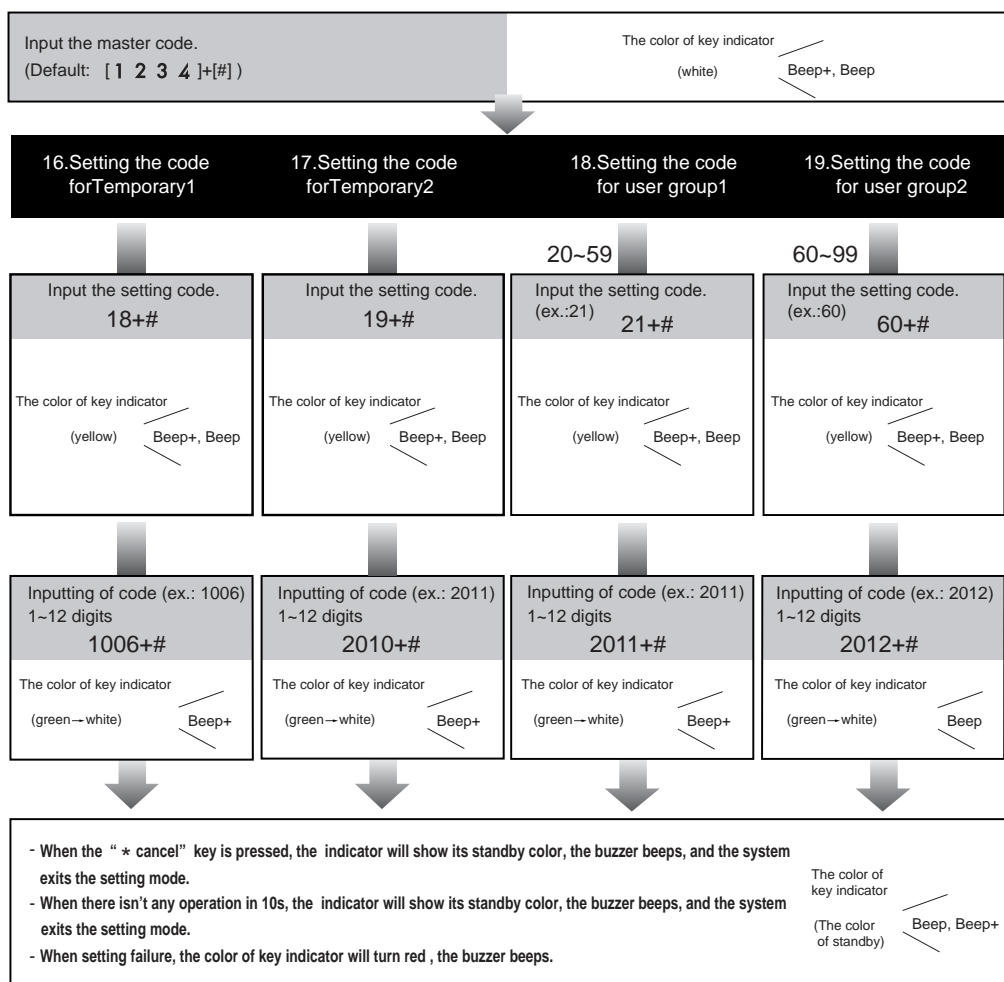 Input the master code.
(Default: [ 1 2 3 4 ]+[#] )
The color of key indicator
(white)
Beep+, Beep
16.Setting the code
forTemporary1
17.Setting the code
forTemporary2
18.Setting the code
for user group1
19.Setting the code
for user group2
20~59
60~99
Input the setting code.
18+#
The color of key indicator
(yellow)
Beep+, Beep
Input the setting code.
19+#
The color of key indicator
(yellow)
Beep+, Beep
Input the setting code.
(ex.:21)
21+#
The color of key indicator
(yellow)
Beep+, Beep
Input the setting code.
(ex.:60)
60+#
The color of key indicator
(yellow)
Beep+, Beep
Inputting of code (ex.: 1006)
1~12 digits
1006+#
The color of key indicator
(green→white)
Beep+
Inputting of code (ex.: 2011)
1~12 digits
2010+#
The color of key indicator
(green→white)
Beep+
Inputting of code (ex.: 2011)
1~12 digits
2011+#
The color of key indicator
(green→white)
Beep+
Inputting of code (ex.: 2012)
1~12 digits
2012+#
The color of key indicator
(green→white)
Beep
- When the “ * cancel” key is pressed, the indicator will show its standby color, the buzzer beeps, and the system
exits the setting mode.
- When there isn’t any operation in 10s, the indicator will show its standby color, the buzzer beeps, and the system
exits the setting mode.
- When setting failure, the color of key indicator will turn red , the buzzer beeps.
The color of
key indicator
(The color
of standby)
Beep, Beep+